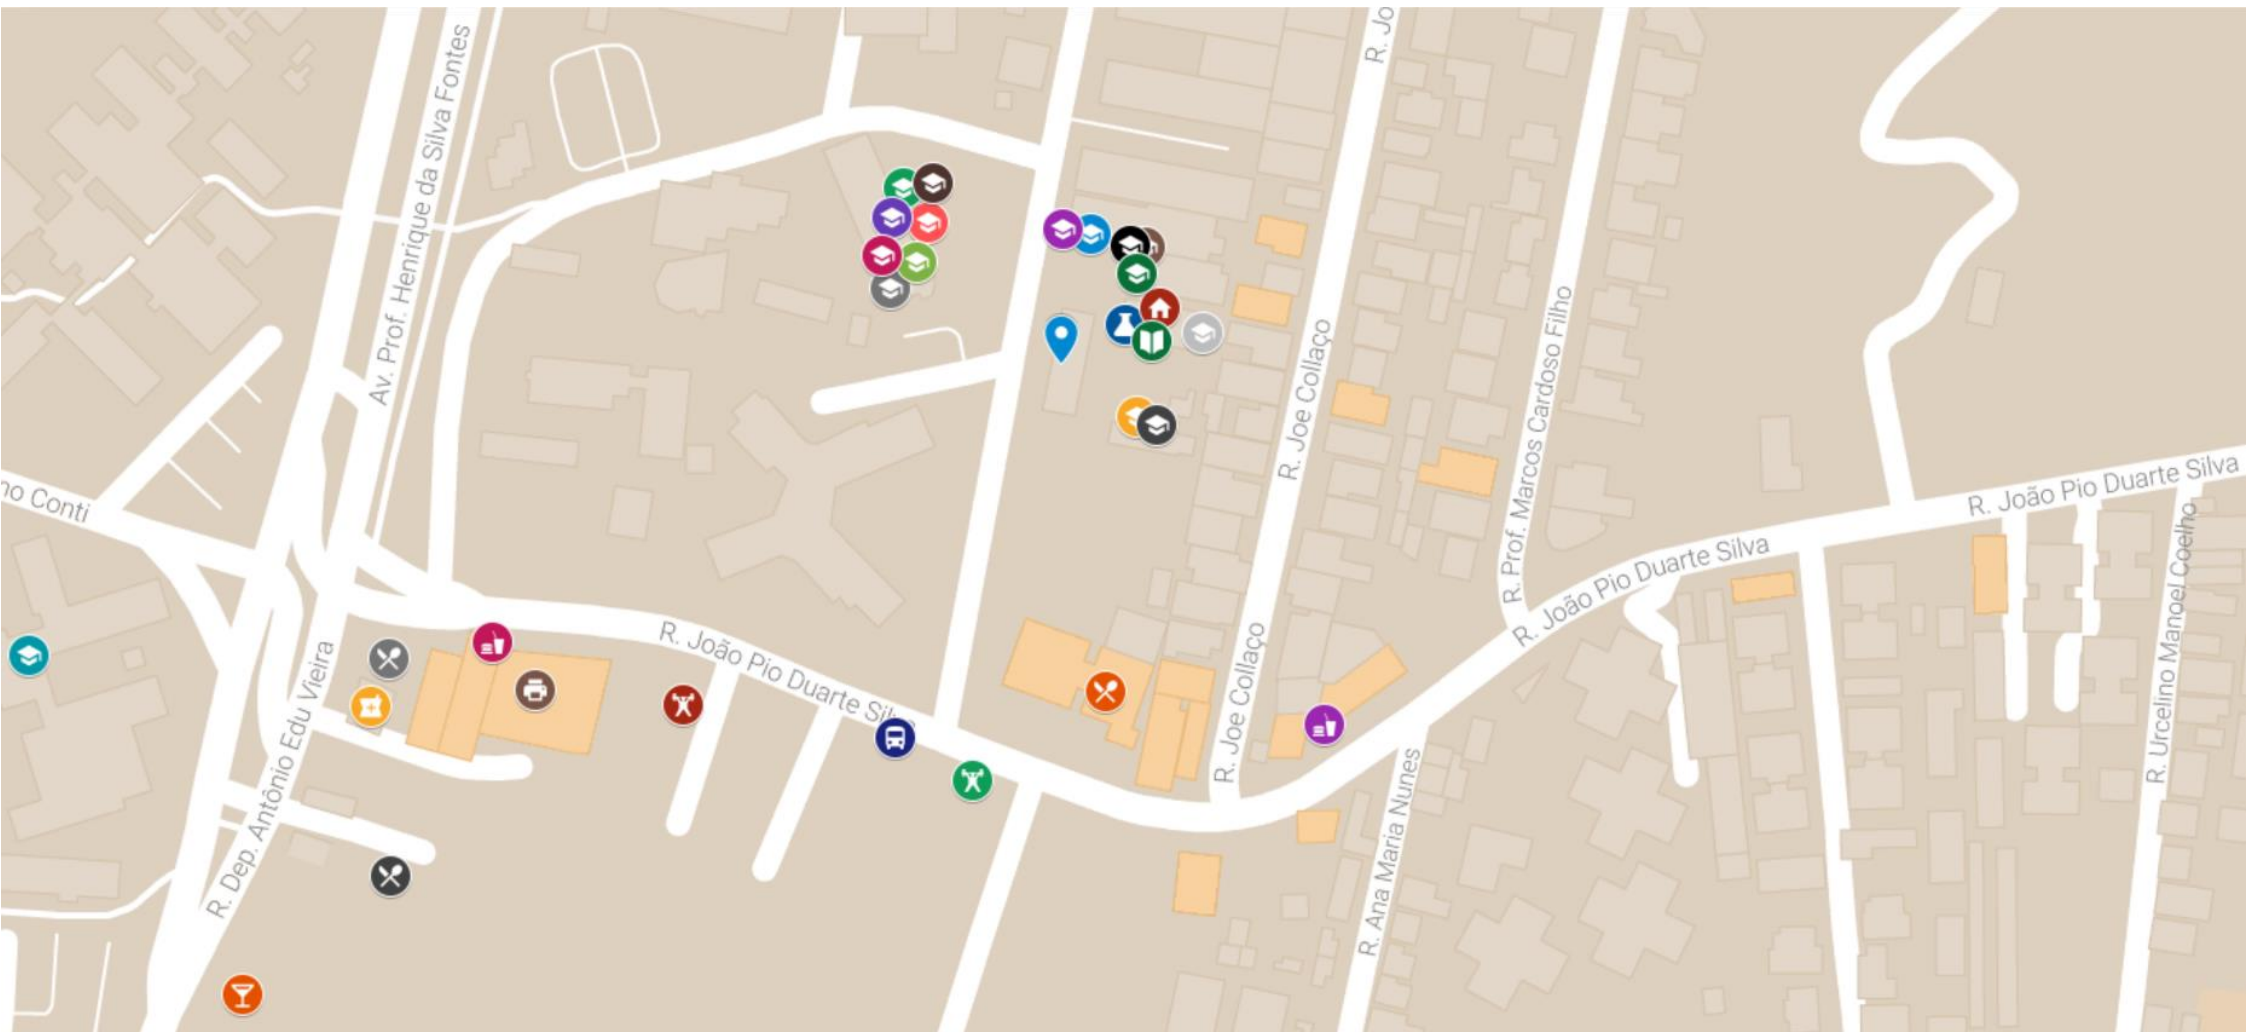 Av. Prof. Henrique da Silva Fontes
R. Jo
R. Joe Collaço
R. Prof. Marcos Cardoso Filho
no Conti
R. João Pio Duarte Silva
R. João Pio Duarte Silva
R. João Pio Duarte Silva
R. Urcelino Manoel Coelho
R. Dep. Antônio Edu Vieira
R. Joe Collaço
R. Ana Maria Nunes